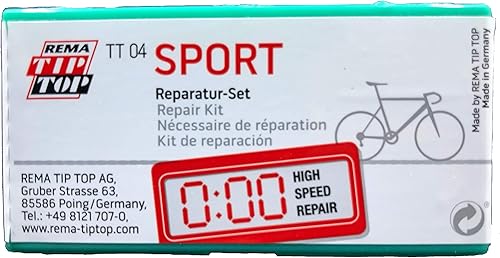 REMA
TIP
TOP
TT 04 SPORT
Reparatur-Set
Repair Kit
Nécessaire de réparation
Kit de reparación
Made by REMA TIP TOP
Made in Germany
REMA TIP TOP AG,
Gruber Strasse 63,
85586 Poing/Germany,
Tel.: +49 8121 707-0,
www.rema-tiptop.com
0:00
HIGH
SPEED
REPAIR